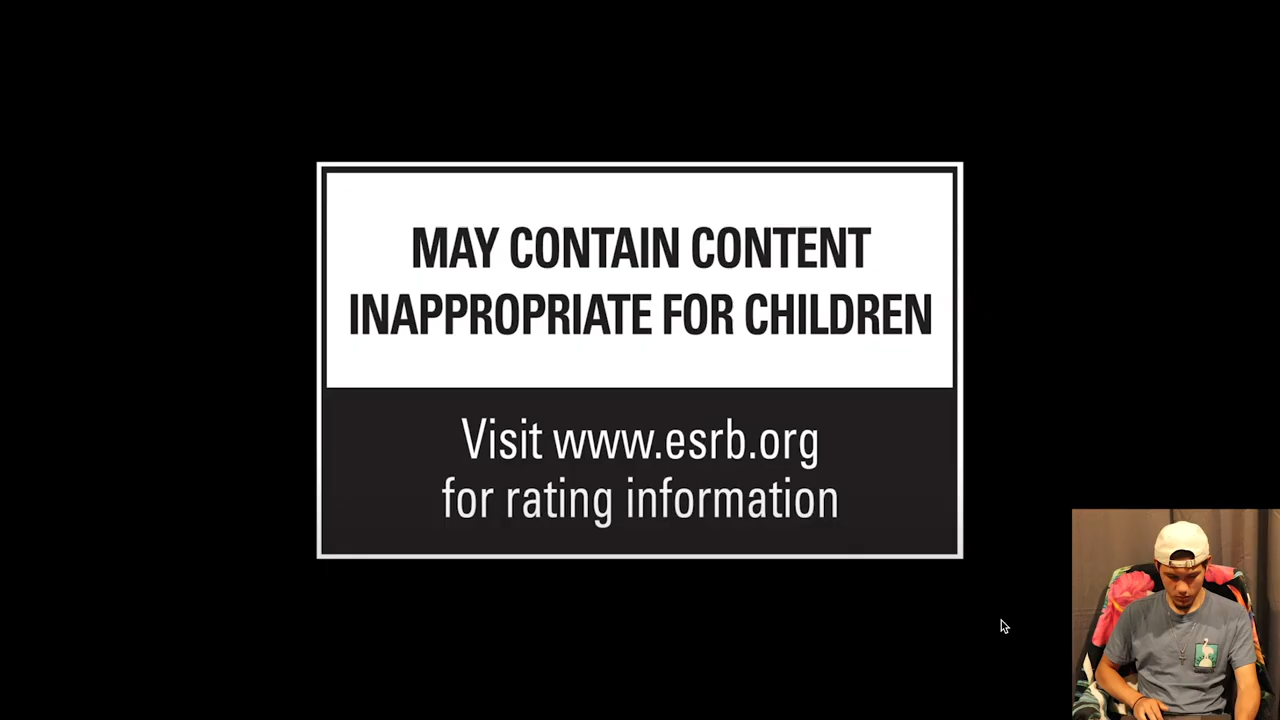 MAY CONTAIN CONTENT
INAPPROPRIATE FOR CHILDREN
Visit www.esrb.org
for rating information